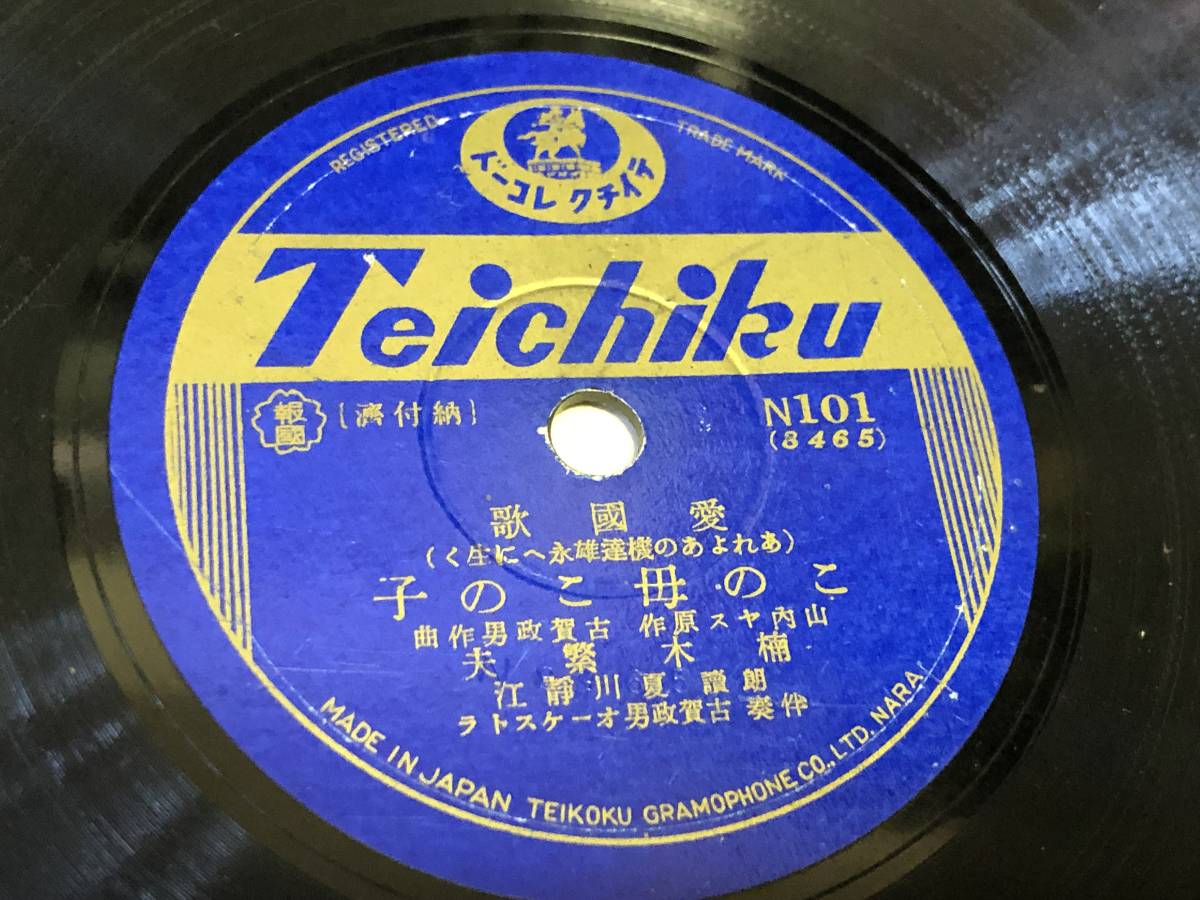 REGISTERED TRADE MARK
テイチクレコード
Teichiku
報國
[納付濟]
N101
(3465)
愛國歌
(あれよあの機達雄永へに生く)
この母この子
山内ヤス原作 古賀政男作曲
楠木繁夫
朗讀 夏川靜江
伴奏 古賀政男オーケストラ
MADE IN JAPAN TEIKOKU GRAMOPHONE CO., LTD. NARA